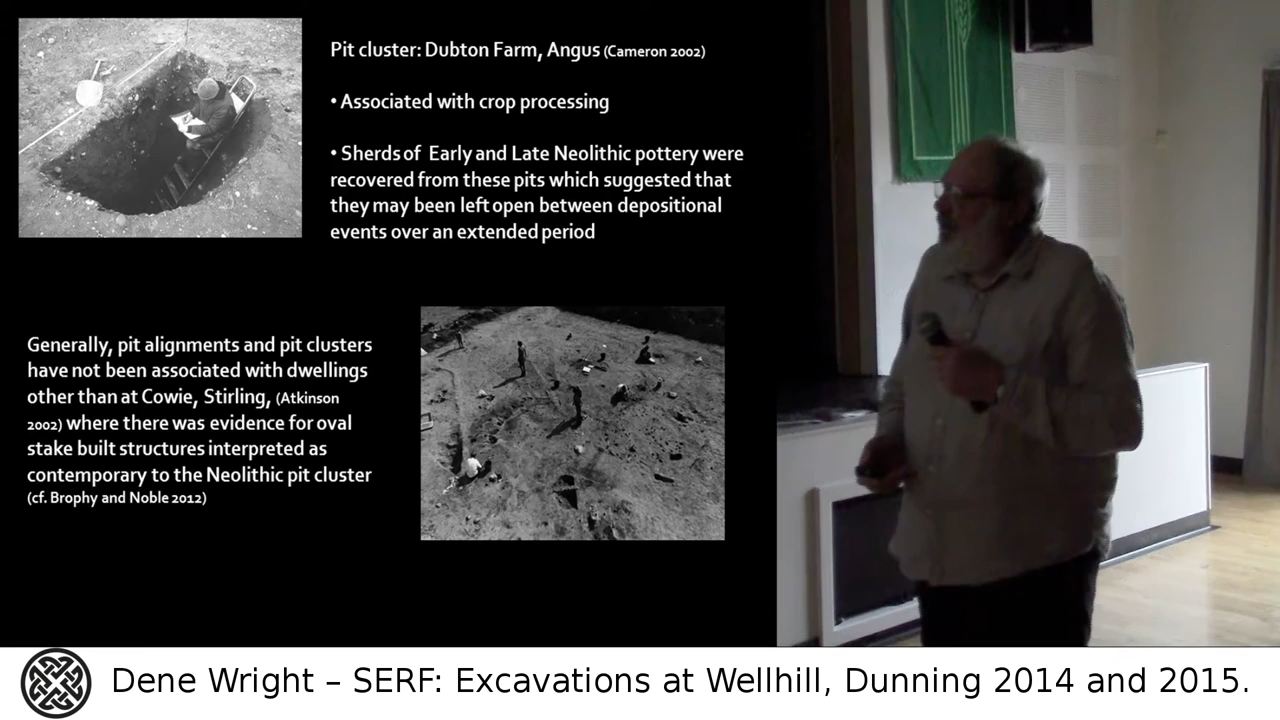 Pit cluster: Dubton Farm, Angus (Cameron 2002)
• Associated with crop processing
• Sherds of Early and Late Neolithic pottery were
recovered from these pits which suggested that
they may been left open between depositional
events over an extended period
Generally, pit alignments and pit clusters
have not been associated with dwellings
other than at Cowie, Stirling, (Atkinson
2002) where there was evidence for oval
stake built structures interpreted as
contemporary to the Neolithic pit cluster
(cf. Brophy and Noble 2012)
Dene Wright – SERF: Excavations at Wellhill, Dunning 2014 and 2015.